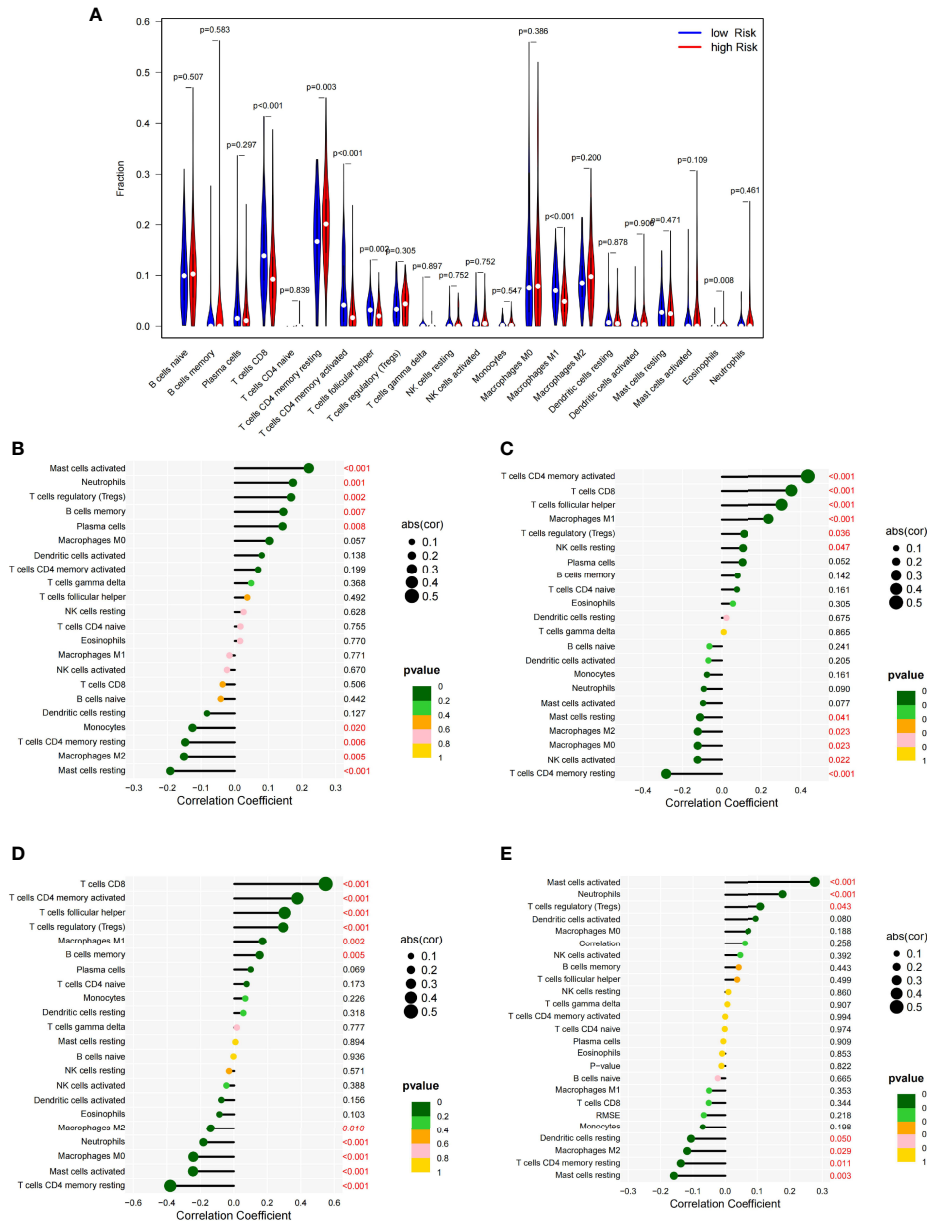 A
0.6
0.5
0.4
0.3
0.2
0.1
0.0
Fraction
low Risk
high Risk
p=0.507
p=0.583
p=0.297
p<0.001
p=0.839
p=0.003
p<0.001
p=0.002
p=0.305
p=0.897
p=0.752
p=0.752
p=0.547
p=0.386
p<0.001
p=0.200
p=0.878
p=0.906
p=0.471
p=0.109
p=0.008
p=0.461
B cells naive
B cells memory
Plasma cells
T cells CD8
T cells CD4 naive
T cells CD4 memory resting
T cells CD4 memory activated
T cells follicular helper
T cells regulatory (Tregs)
T cells gamma delta
NK cells resting
NK cells activated
Monocytes
Macrophages M0
Macrophages M1
Macrophages M2
Dendritic cells resting
Dendritic cells activated
Mast cells resting
Mast cells activated
Eosinophils
Neutrophils
B
Mast cells activated <0.001
Neutrophils 0.001
T cells regulatory (Tregs) 0.002
B cells memory 0.007
Plasma cells 0.008
Macrophages M0 0.057
Dendritic cells activated 0.138
T cells CD4 memory activated 0.199
T cells gamma delta 0.368
T cells follicular helper 0.492
NK cells resting 0.628
T cells CD4 naive 0.755
Eosinophils 0.770
Macrophages M1 0.771
NK cells activated 0.670
T cells CD8 0.506
B cells naive 0.442
Dendritic cells resting 0.127
Monocytes 0.020
T cells CD4 memory resting 0.006
Macrophages M2 0.005
Mast cells resting <0.001
−0.3 −0.2 −0.1 0.0 0.1 0.2 0.3
Correlation Coefficient
abs(cor)
0.1
0.2
0.3
0.4
0.5
pvalue
0
0.2
0.4
0.6
0.8
1
C
T cells CD4 memory activated <0.001
T cells CD8 <0.001
T cells follicular helper <0.001
Macrophages M1 <0.001
T cells regulatory (Tregs) 0.036
NK cells resting 0.047
Plasma cells 0.052
B cells memory 0.142
T cells CD4 naive 0.161
Eosinophils 0.305
Dendritic cells resting 0.675
T cells gamma delta 0.865
B cells naive 0.241
Dendritic cells activated 0.205
Monocytes 0.161
Neutrophils 0.090
Mast cells activated 0.077
Mast cells resting 0.041
Macrophages M2 0.023
Macrophages M0 0.023
NK cells activated 0.022
T cells CD4 memory resting <0.001
−0.4 −0.3 −0.2 −0.1 0.0 0.1 0.2 0.4
Correlation Coefficient
abs(cor)
0.1
0.2
0.3
0.4
0.5
pvalue
0
0
0
0
0
1
D
T cells CD8 <0.001
T cells CD4 memory activated <0.001
T cells follicular helper <0.001
T cells regulatory (Tregs) <0.001
Macrophages M1 0.002
B cells memory 0.005
Plasma cells 0.069
T cells CD4 naive 0.173
Monocytes 0.226
Dendritic cells resting 0.318
T cells gamma delta 0.777
Mast cells resting 0.894
B cells naive 0.936
NK cells resting 0.571
NK cells activated 0.388
Dendritic cells activated 0.156
Eosinophils 0.103
Macrophages M2 0.010
Neutrophils <0.001
Macrophages M0 <0.001
Mast cells activated <0.001
T cells CD4 memory resting <0.001
−0.6 −0.4 −0.2 0.0 0.2 0.4 0.6
Correlation Coefficient
abs(cor)
0.1
0.2
0.3
0.4
0.5
pvalue
0
0.2
0.4
0.6
0.8
1
E
Mast cells activated <0.001
Neutrophils <0.001
T cells regulatory (Tregs) 0.043
Dendritic cells activated 0.080
Macrophages M0 0.188
Correlation 0.258
NK cells activated 0.392
B cells memory 0.443
T cells follicular helper 0.499
NK cells resting 0.860
T cells gamma delta 0.907
T cells CD4 memory activated 0.994
T cells CD4 naive 0.974
Plasma cells 0.909
Eosinophils 0.853
P-value 0.822
B cells naive 0.665
Macrophages M1 0.353
T cells CD8 0.344
RMSE 0.218
Monocytes 0.198
Dendritic cells resting 0.050
Macrophages M2 0.029
T cells CD4 memory resting 0.011
Mast cells resting 0.003
−0.3 −0.3 −0.1 0.0 0.1 0.2 0.3
Correlation Coefficient
abs(cor)
0.1
0.2
0.3
0.4
0.5
pvalue
0
0
0
0
0
1